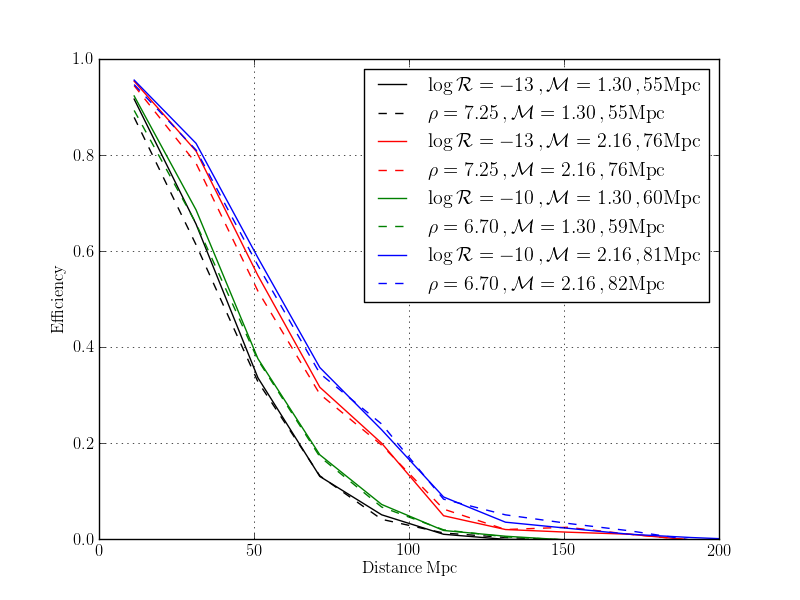 1.0
log ℛ = −13 , ℳ = 1.30 , 55Mpc
ρ = 7.25 , ℳ = 1.30 , 55Mpc
log ℛ = −13 , ℳ = 2.16 , 76Mpc
ρ = 7.25 , ℳ = 2.16 , 76Mpc
log ℛ = −10 , ℳ = 1.30 , 60Mpc
ρ = 6.70 , ℳ = 1.30 , 59Mpc
log ℛ = −10 , ℳ = 2.16 , 81Mpc
ρ = 6.70 , ℳ = 2.16 , 82Mpc
0.8
0.6
Efficiency
0.4
0.2
0.0
0 50 100 150 200
Distance Mpc